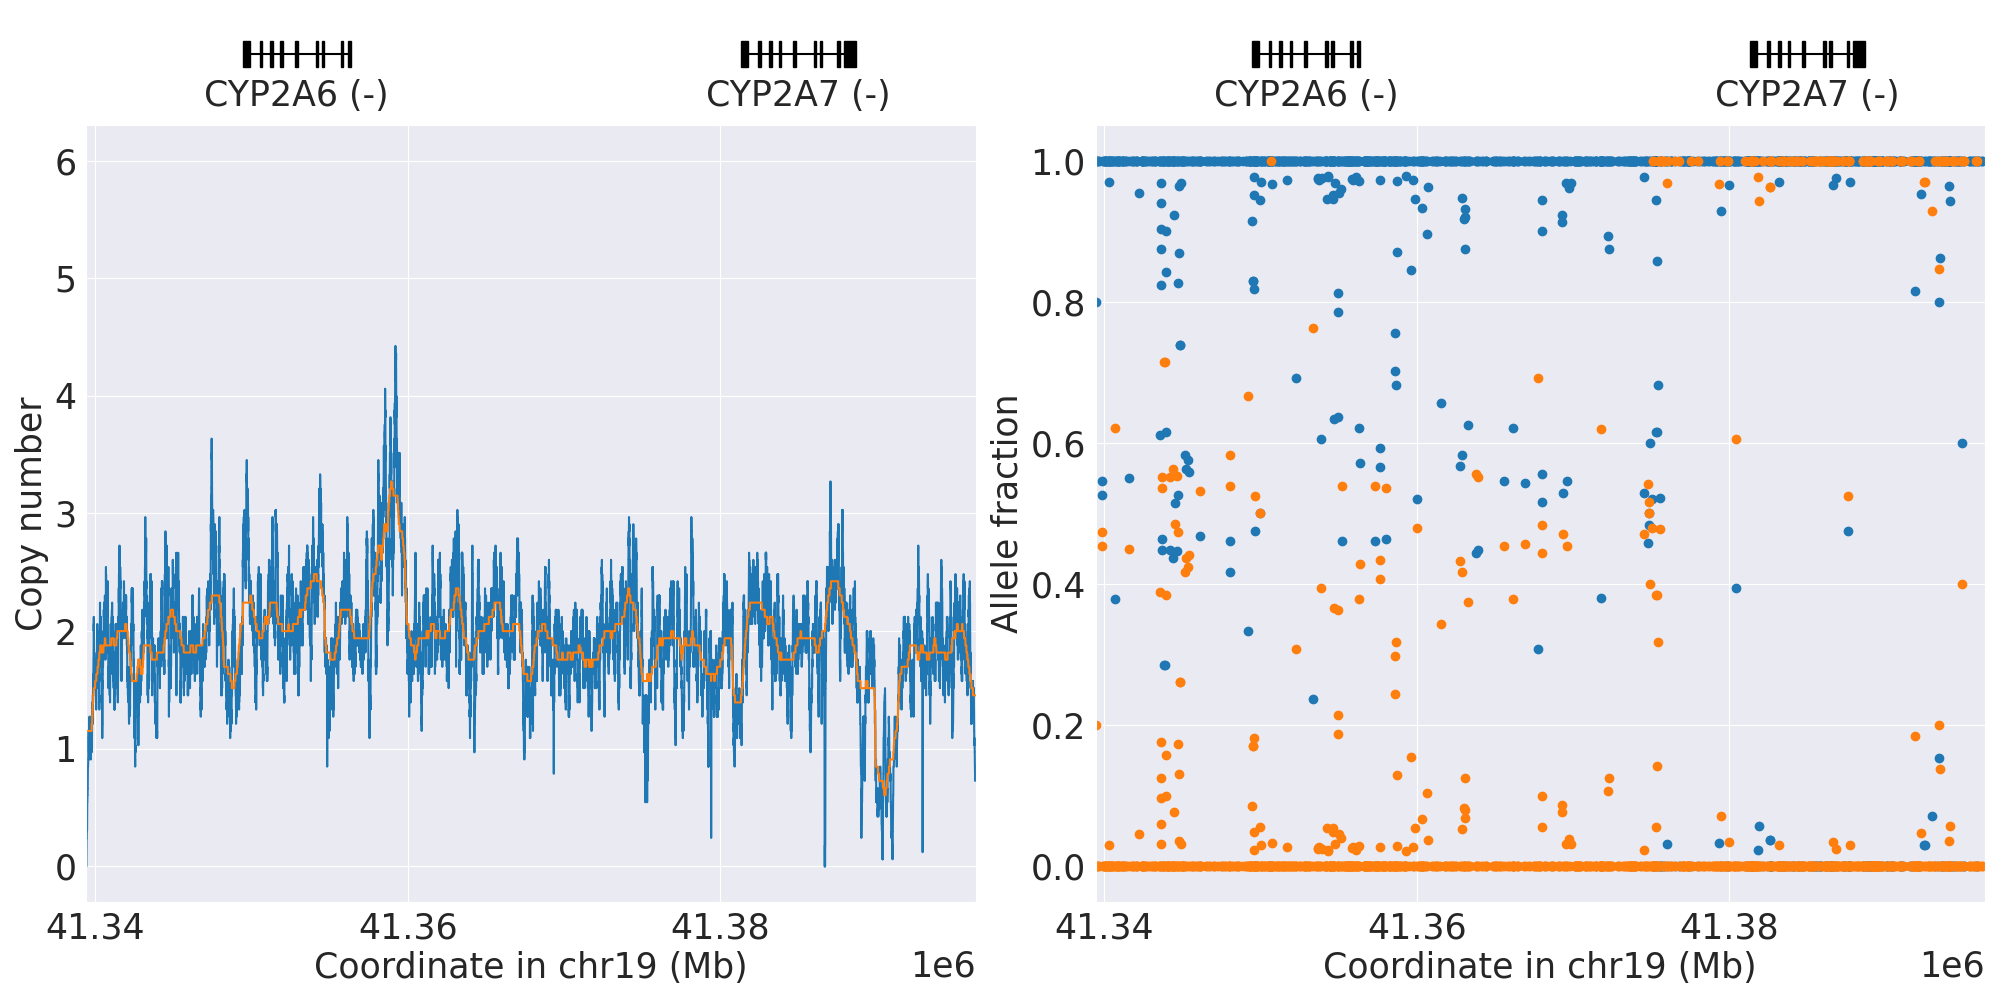 CYP2A6 (-)
CYP2A7 (-)
6
5
4
3
2
1
0
Copy number
41.34
41.36
41.38
Coordinate in chr19 (Mb)
1e6
CYP2A6 (-)
CYP2A7 (-)
1.0
0.8
0.6
0.4
0.2
0.0
Allele fraction
41.34
41.36
41.38
Coordinate in chr19 (Mb)
1e6